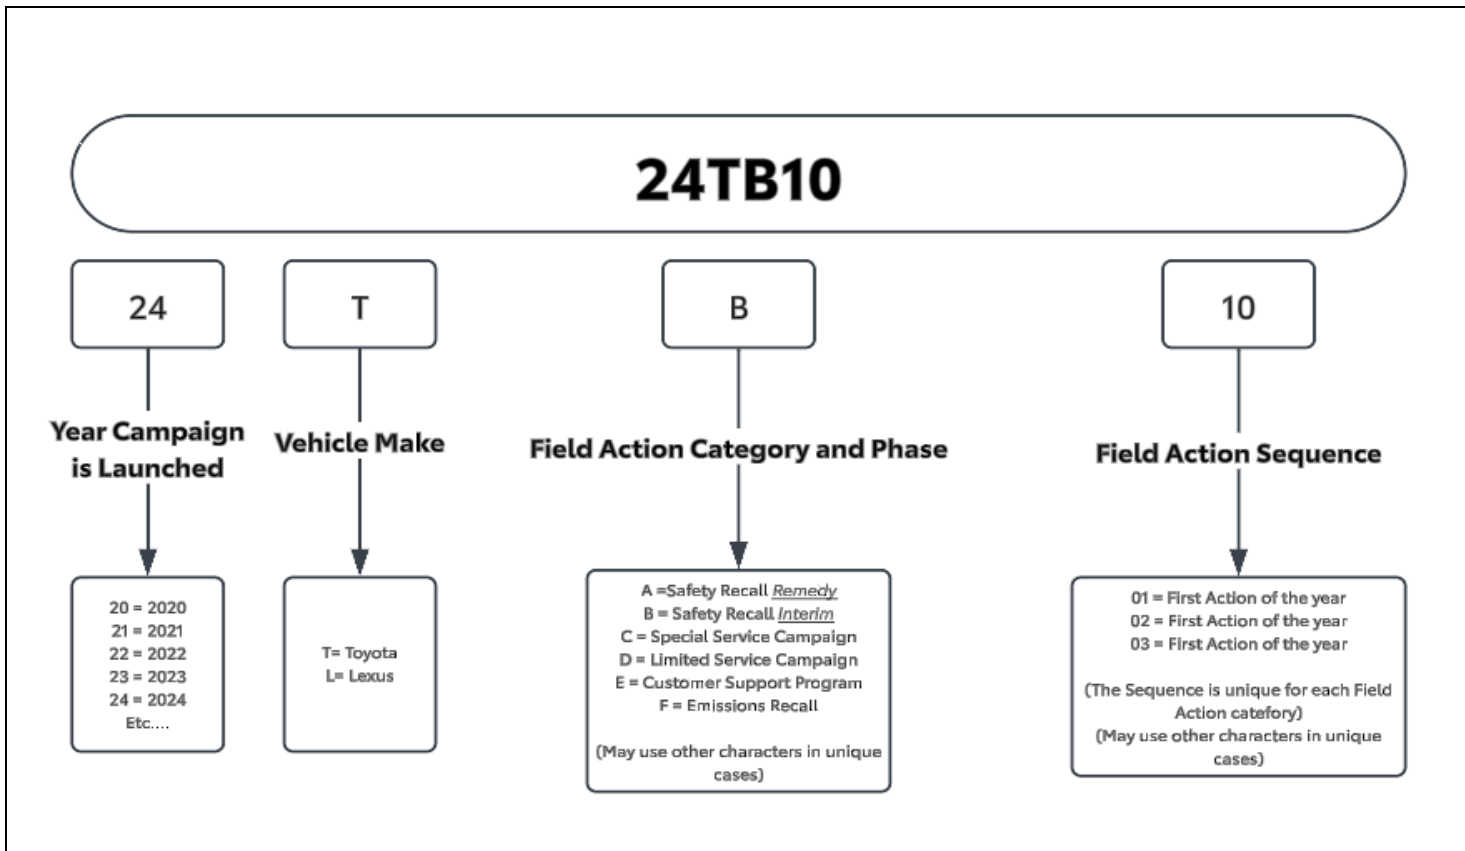 24TB10
24
T
B
10
Year Campaign
is Launched
Vehicle Make
Field Action Category and Phase
Field Action Sequence
20 = 2020
21 = 2021
22 = 2022
23 = 2023
24 = 2024
Etc....
T= Toyota
L= Lexus
A =Safety Recall Remedy
B = Safety Recall Interim
C = Special Service Campaign
D = Limited Service Campaign
E = Customer Support Program
F = Emissions Recall
(May use other characters in unique
cases)
01 = First Action of the year
02 = First Action of the year
03 = First Action of the year
(The Sequence is unique for each Field
Action catefory)
(May use other characters in unique
cases)